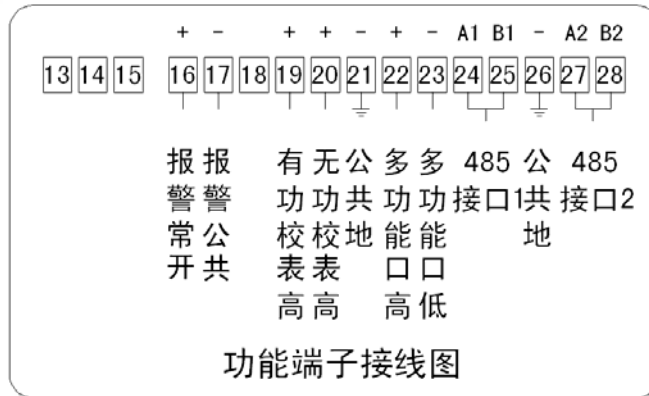 + - + + - + - A1 B1 - A2 B2
13 14 15 16 17 18 19 20 21 22 23 24 25 26 27 28
报警常开
报警公共
有功校表高
无功校表高
公共地
多功能口高
多功能口低
485
接口1
公共地
485
接口2
功能端子接线图